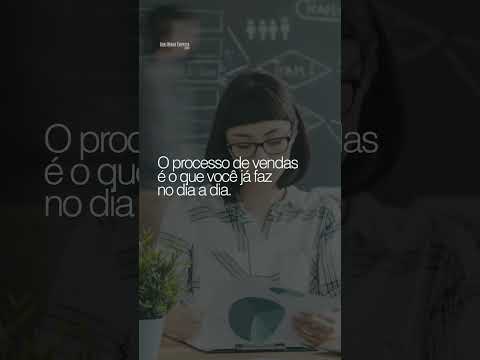 O processo de vendas
é o que você já faz
no dia a dia.